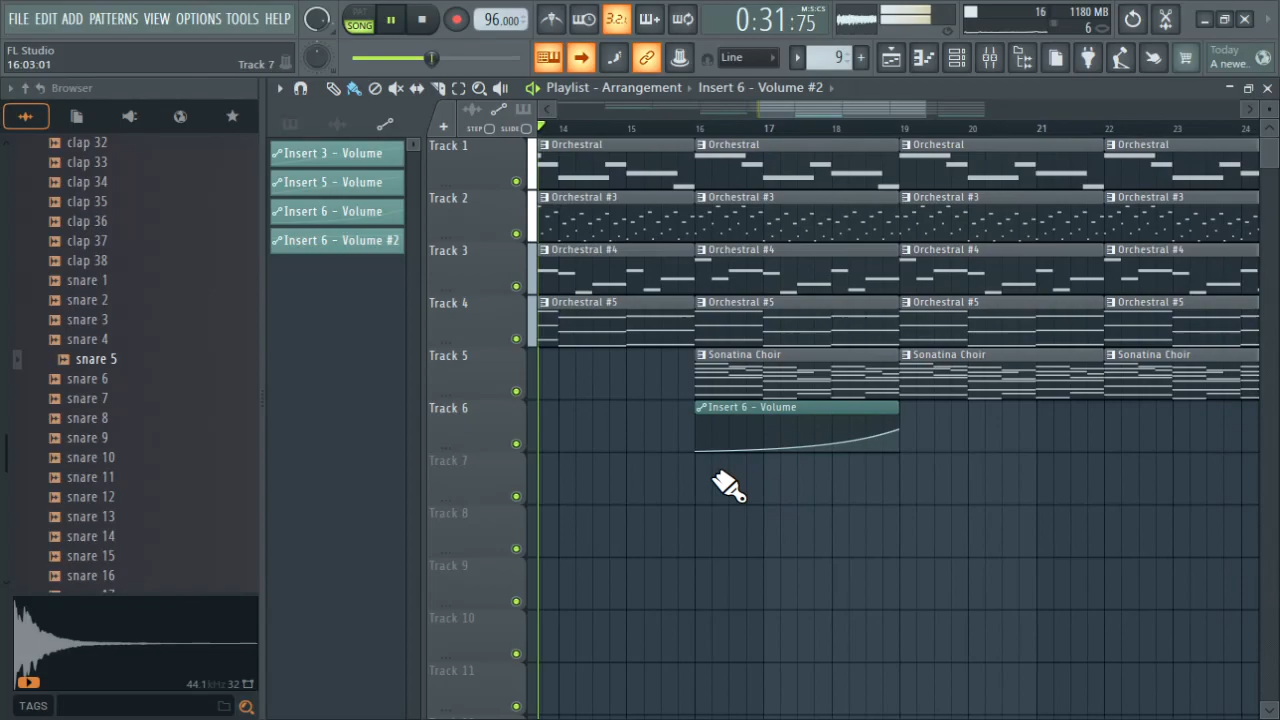 FILE EDIT ADD PATTERNS VIEW OPTIONS TOOLS HELP
PAT
SONG
96.000
3.2.
0:31:75
M:S:CS
16
1180 MB
6
FL Studio
16:03:01
Track 7
Line
9
Today
A newe..
Browser
Playlist - Arrangement
Insert 6 - Volume #2
STEP
SLIDE
14 15 16 17 18 19 20 21 22 23 24
clap 32
clap 33
clap 34
clap 35
clap 36
clap 37
clap 38
snare 1
snare 2
snare 3
snare 4
snare 5
snare 6
snare 7
snare 8
snare 9
snare 10
snare 11
snare 12
snare 13
snare 14
snare 15
snare 16
44.1kHz 32
TAGS
Insert 3 - Volume
Insert 5 - Volume
Insert 6 - Volume
Insert 6 - Volume #2
Track 1
Orchestral Orchestral Orchestral Orchestral
Track 2
Orchestral #3 Orchestral #3 Orchestral #3 Orchestral #3
Track 3
Orchestral #4 Orchestral #4 Orchestral #4 Orchestral #4
Track 4
Orchestral #5 Orchestral #5 Orchestral #5 Orchestral #5
Track 5
Sonatina Choir Sonatina Choir Sonatina Choir
Track 6
Insert 6 - Volume
Track 7
Track 8
Track 9
Track 10
Track 11